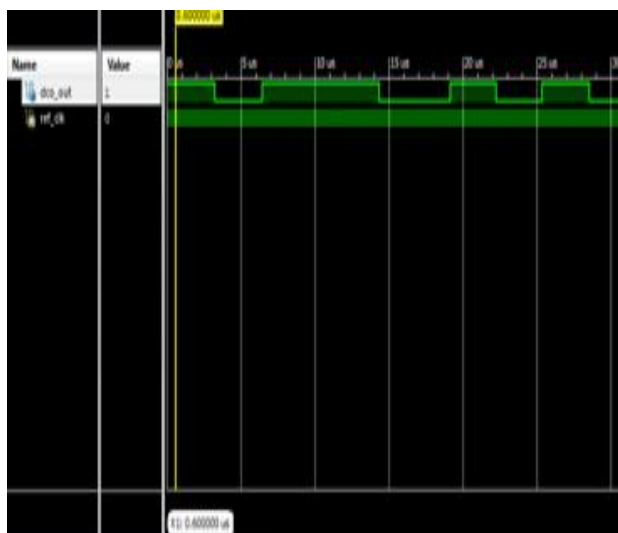 0.600000 us
Name Value
0 us 5 us 10 us 15 us 20 us 25 us 30
dco_out 1
ref_clk 0
X1: 0.600000 us